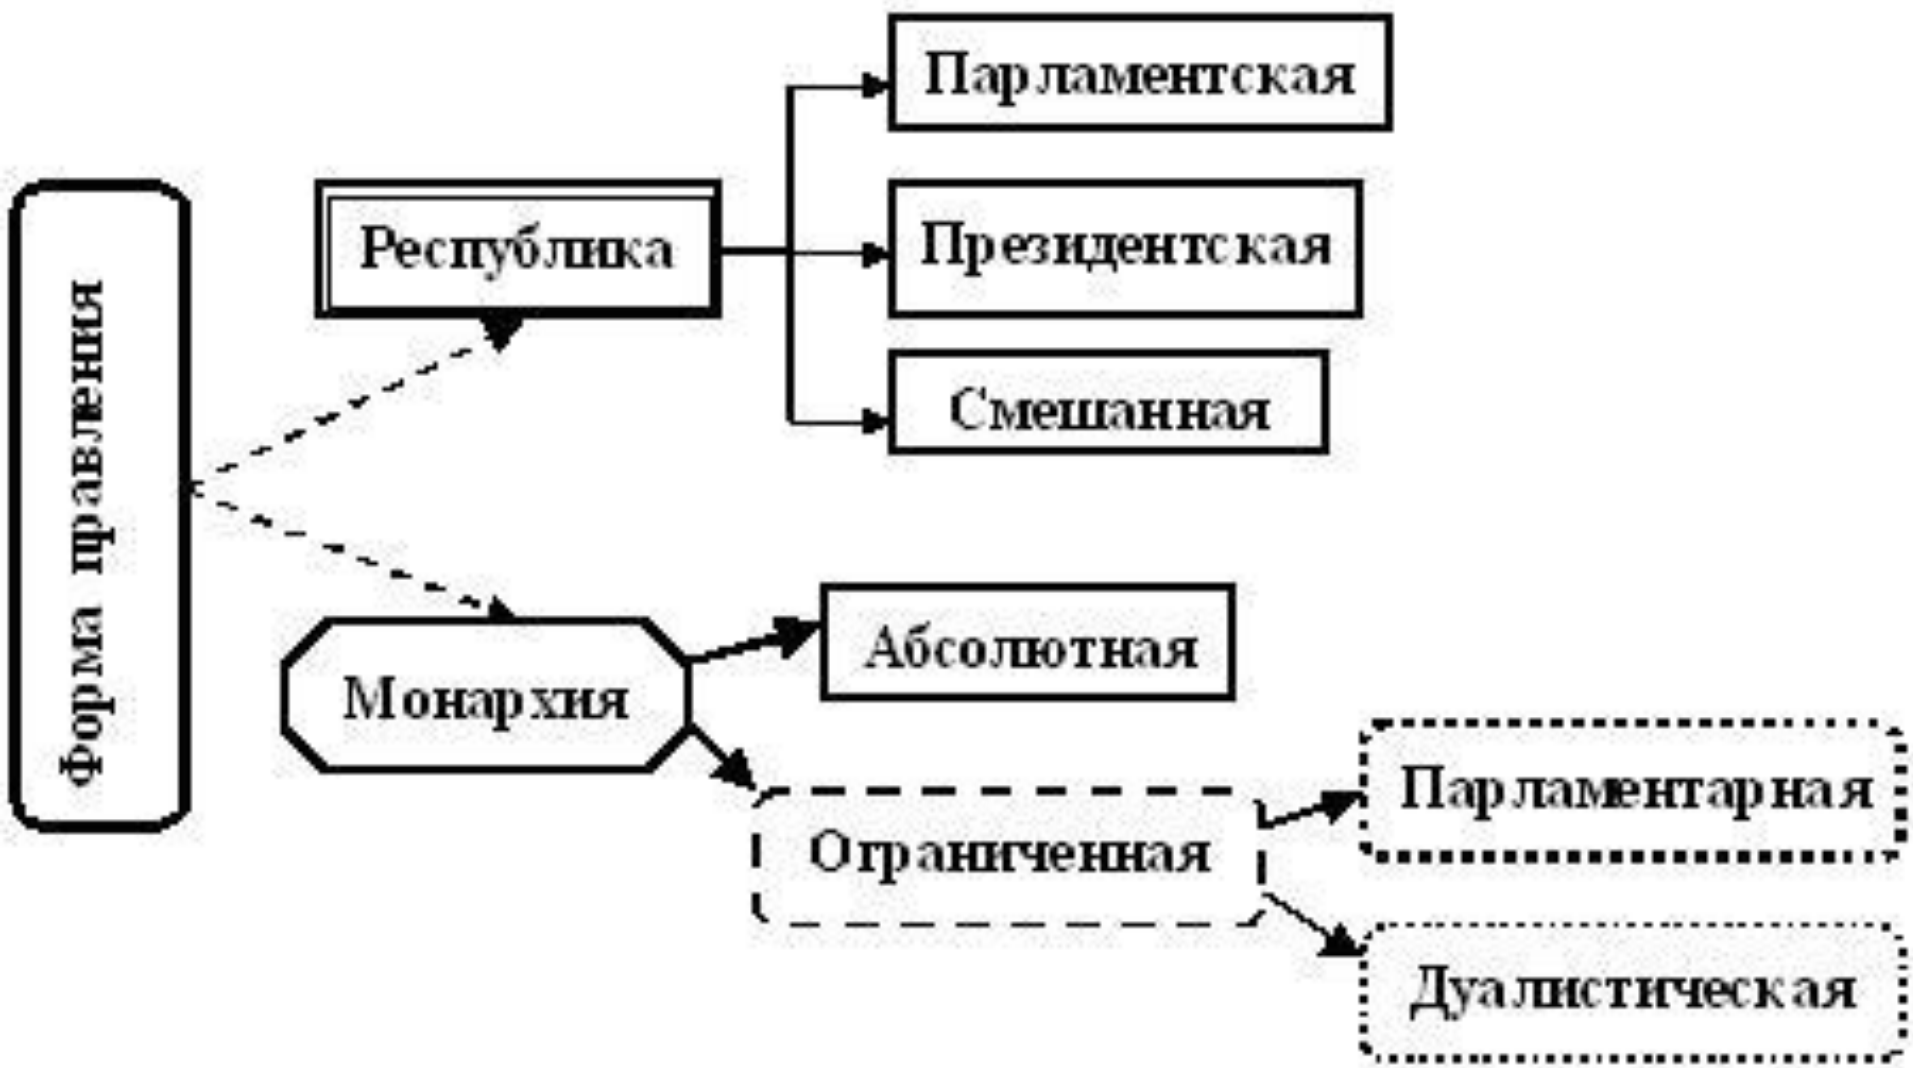 Форма правления
Республика
Парламентская
Президентская
Смешанная
Монархия
Абсолютная
Ограниченная
Парламентарная
Дуалистическая